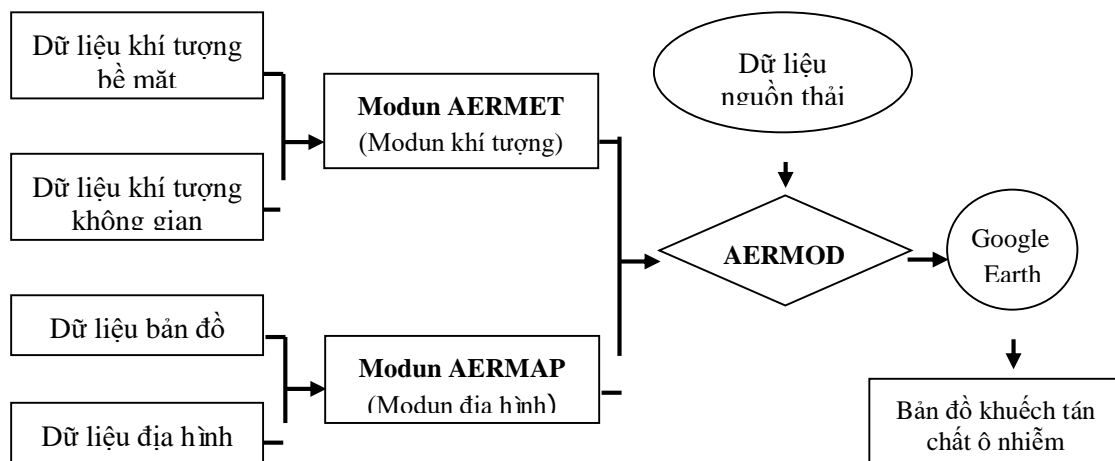 Dữ liệu khí tượng
bề mặt
Dữ liệu khí tượng
không gian
Dữ liệu bản đồ
Dữ liệu địa hình
Modun AERMET
(Modun khí tượng)
Modun AERMAP
(Modun địa hình)
Dữ liệu
nguồn thải
AERMOD
Google
Earth
Bản đồ khuếch tán
chất ô nhiễm